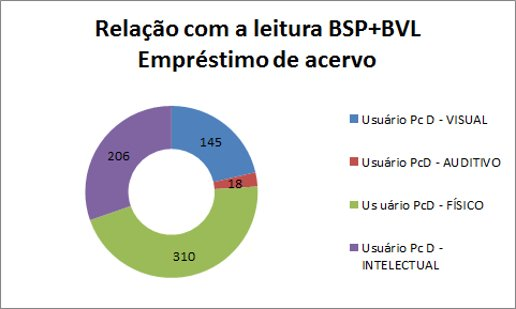 Relação com a leitura BSP+BVL
Empréstimo de acervo
145
18
310
206
Usuário Pc D - VISUAL
Usuário PcD - AUDITIVO
Us uário PcD - FÍSICO
Usuário Pc D -
INTELECTUAL